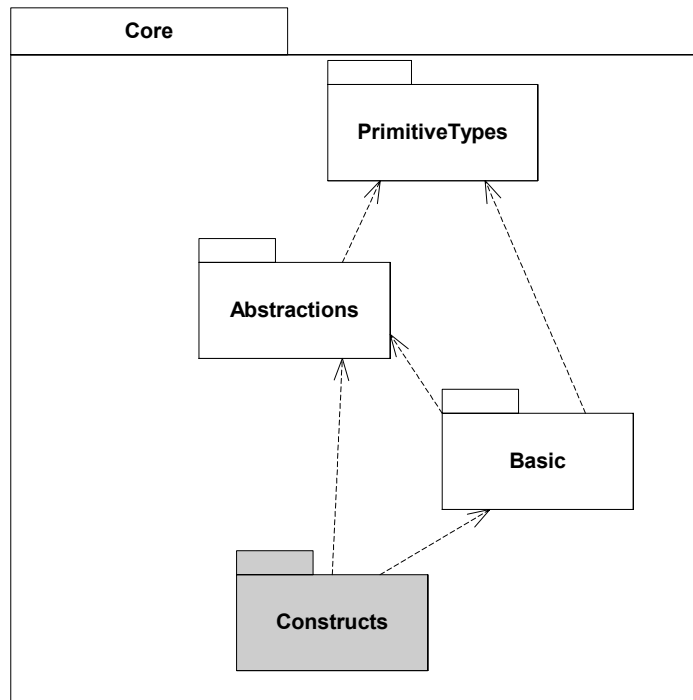 Core
PrimitiveTypes
Abstractions
Basic
Constructs